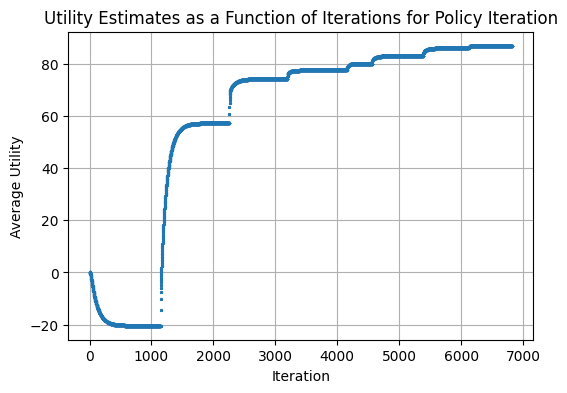 Utility Estimates as a Function of Iterations for Policy Iteration
80
60
40
20
0
−20
Average Utility
0 1000 2000 3000 4000 5000 6000 7000
Iteration